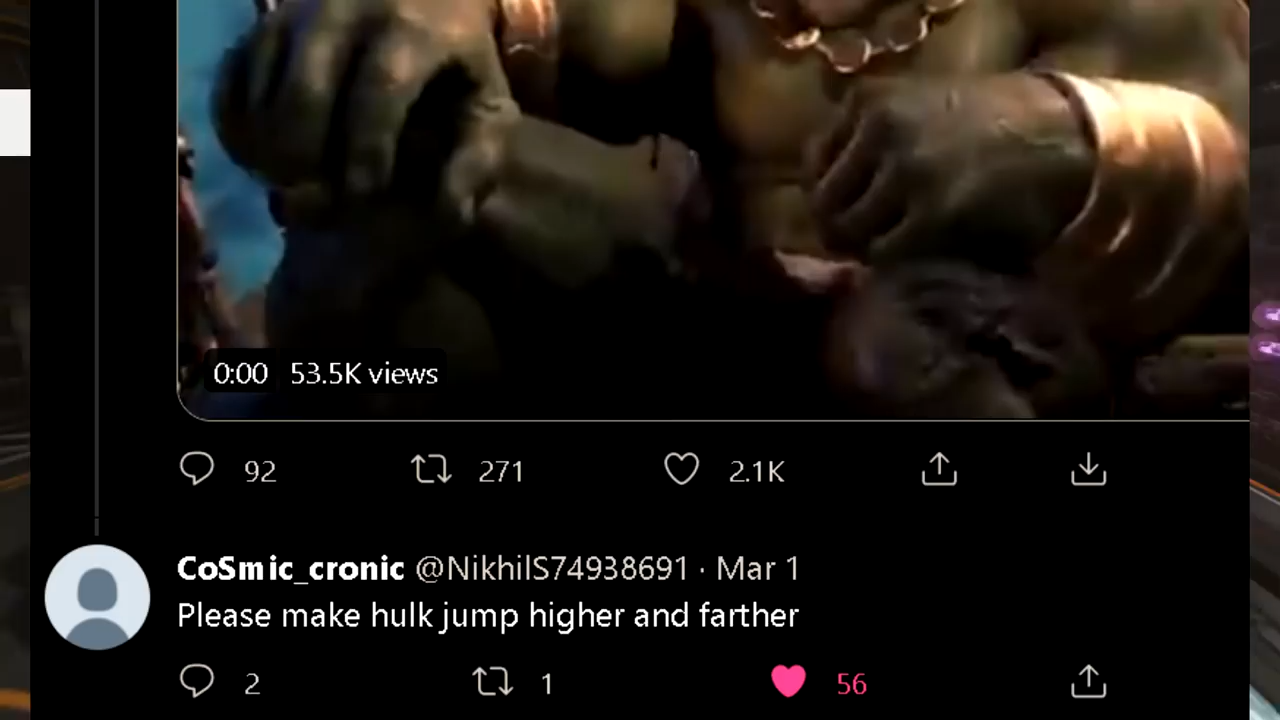 0:00 53.5K views
92 271 2.1K
CoSmic_cronic @NikhilS74938691 · Mar 1
Please make hulk jump higher and farther
2 1 56